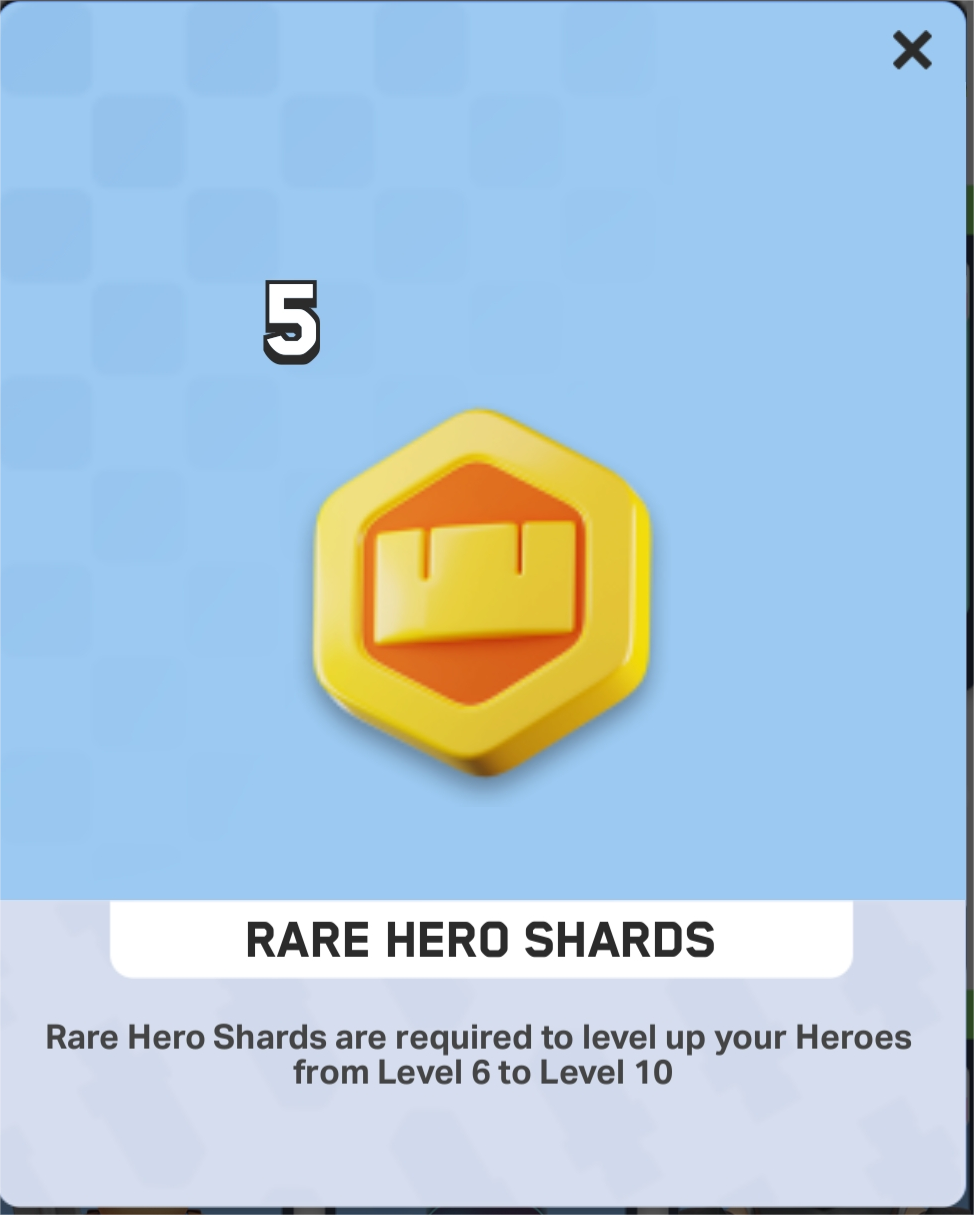 5
RARE HERO SHARDS
Rare Hero Shards are required to level up your Heroes
from Level 6 to Level 10